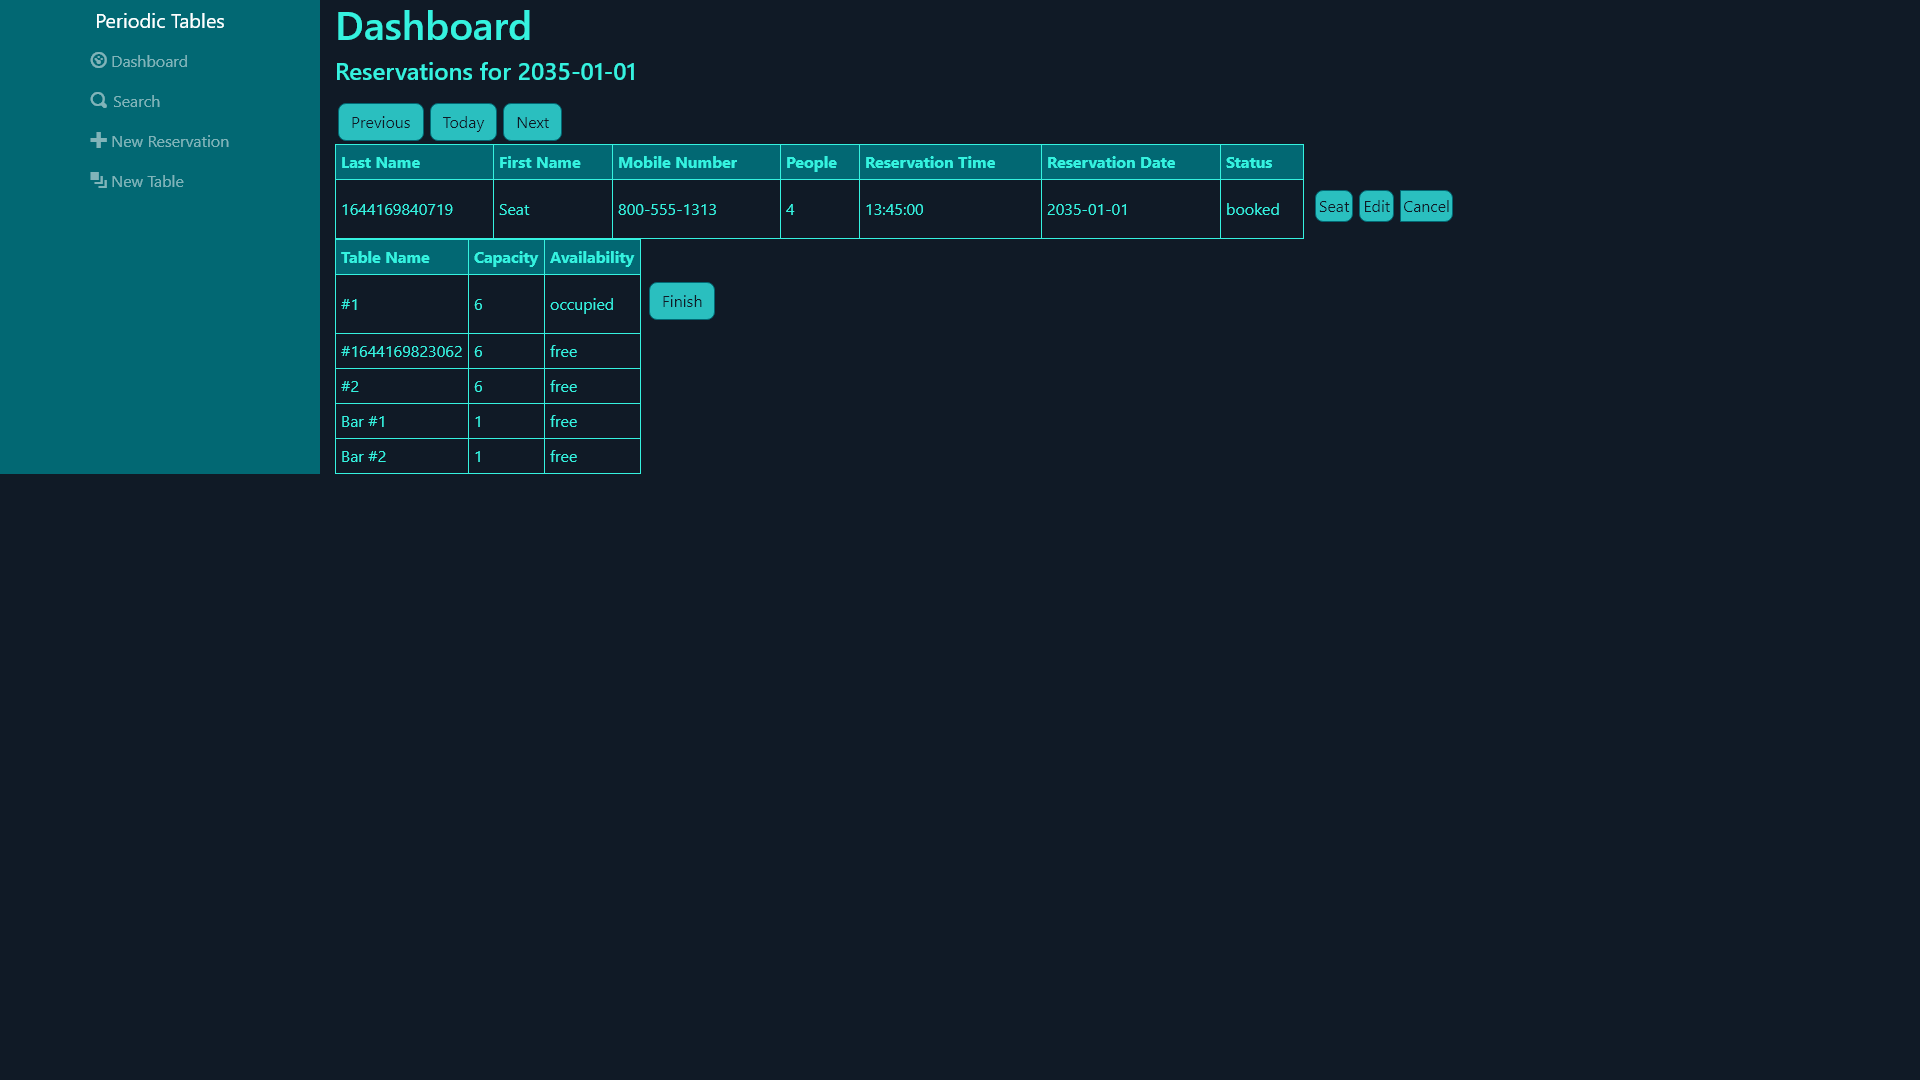 Periodic Tables
Dashboard
Search
New Reservation
New Table
Dashboard
Reservations for 2035-01-01
Previous Today Next
Last Name First Name Mobile Number People Reservation Time Reservation Date Status
1644169840719 Seat 800-555-1313 4 13:45:00 2035-01-01 booked Seat Edit Cancel
Table Name Capacity Availability
#1 6 occupied Finish
#1644169823062 6 free
#2 6 free
Bar #1 1 free
Bar #2 1 free